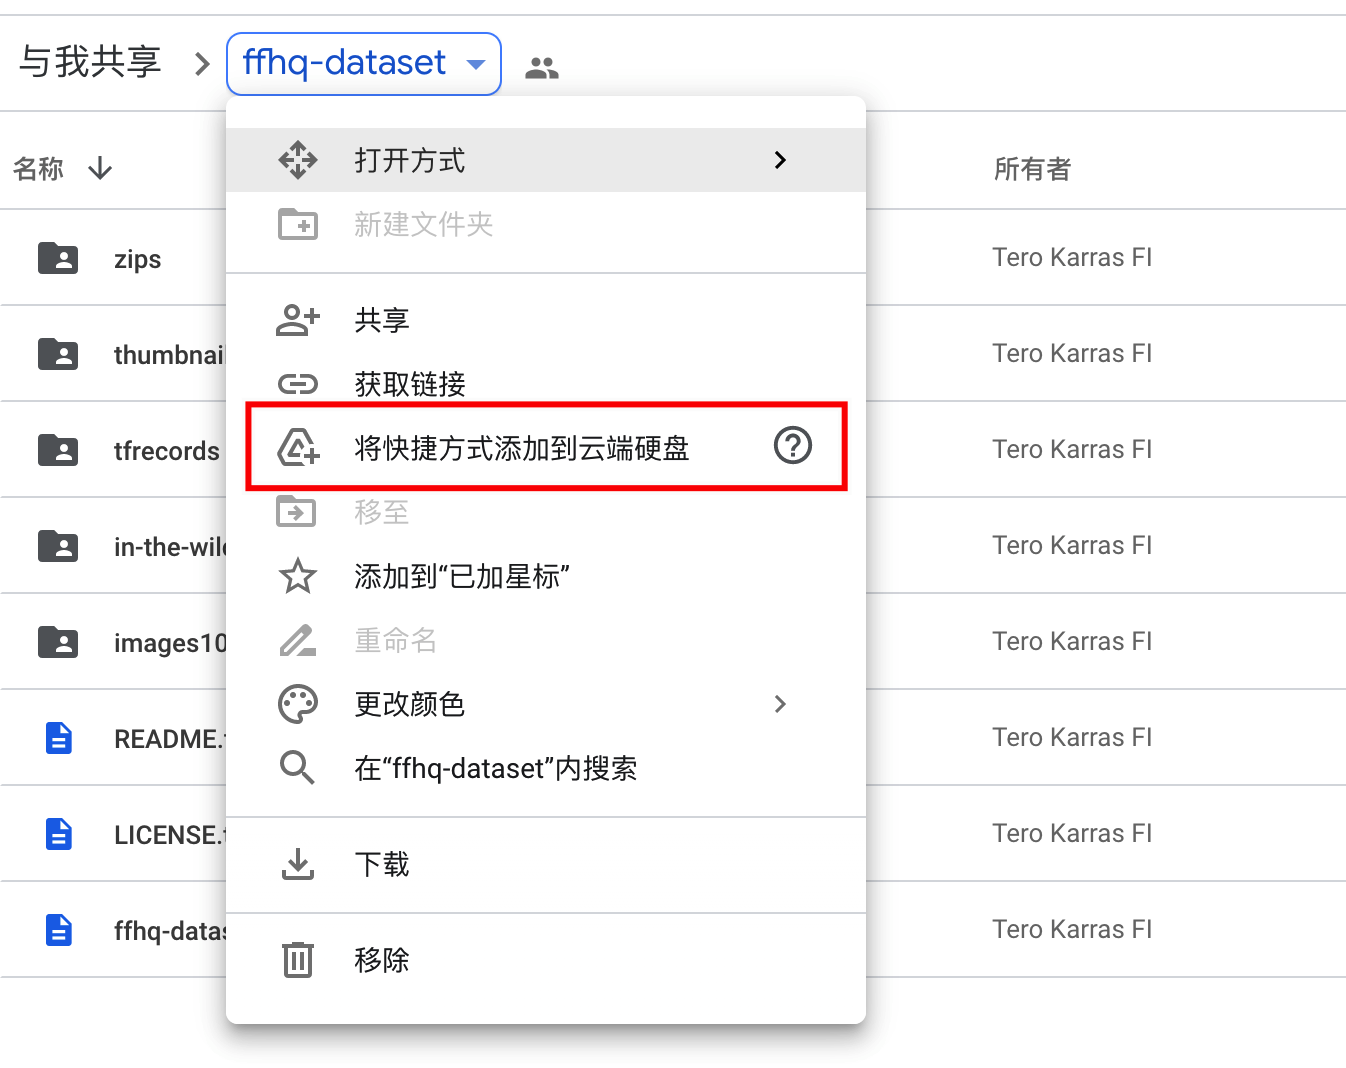 与我共享 > ffhq-dataset
名称 所有者
打开方式
新建文件夹
zips Tero Karras FI
共享
thumbnail Tero Karras FI
获取链接
将快捷方式添加到云端硬盘
tfrecords Tero Karras FI
移至
in-the-wil Tero Karras FI
添加到“已加星标”
重命名
images10 Tero Karras FI
更改颜色
README. Tero Karras FI
在“ffhq-dataset”内搜索
LICENSE. Tero Karras FI
下载
ffhq-datas Tero Karras FI
移除